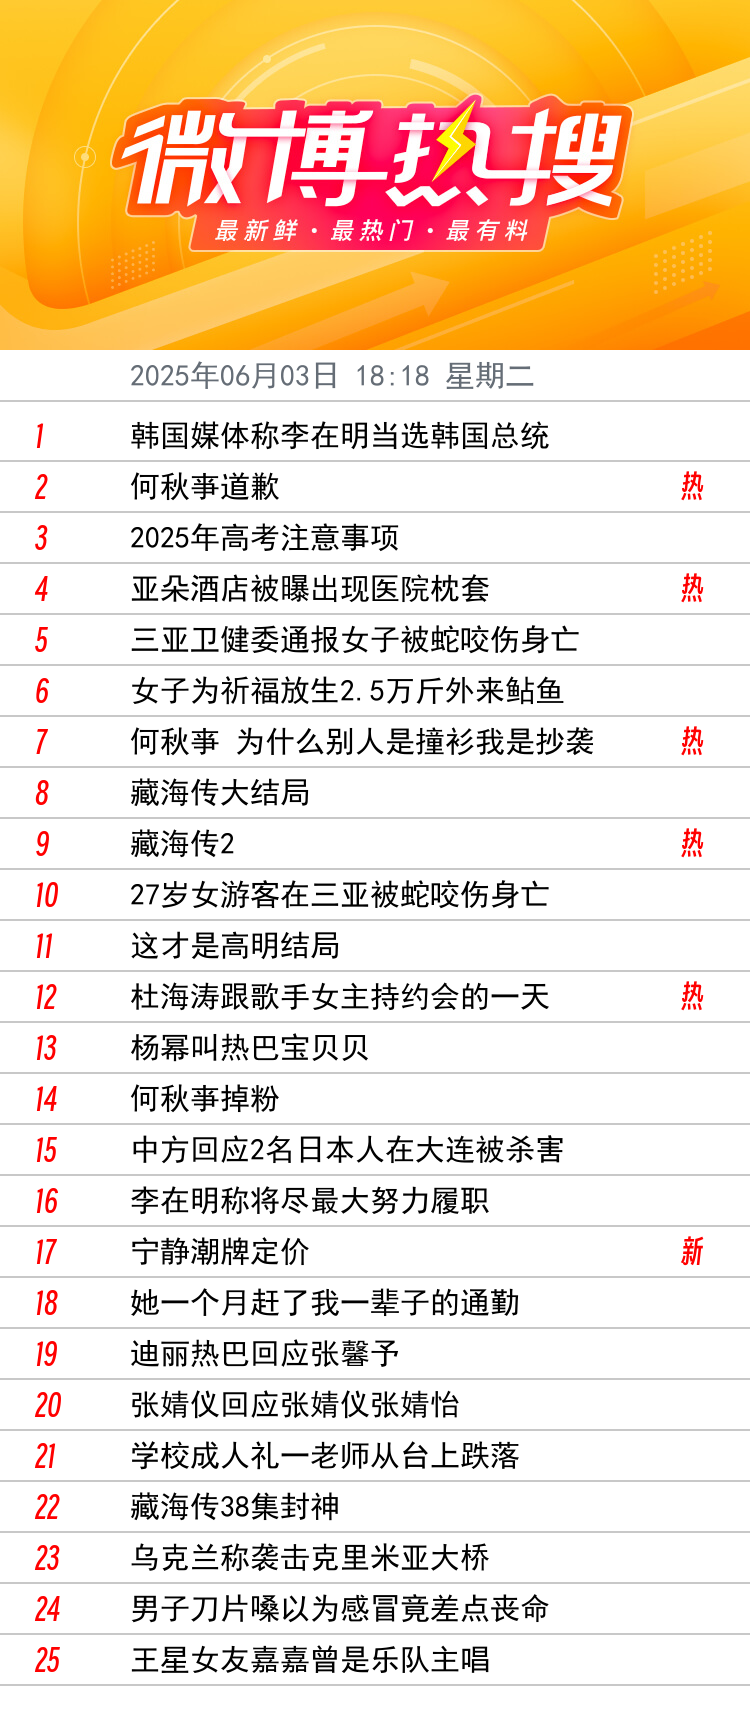 微博热搜
最新鲜·最热门·最有料
2025年06月03日 18:18 星期二
1 韩国媒体称李在明当选韩国总统
2 何秋亊道歉 热
3 2025年高考注意事项
4 亚朵酒店被曝出现医院枕套 热
5 三亚卫健委通报女子被蛇咬伤身亡
6 女子为祈福放生2.5万斤外来鲇鱼
7 何秋亊 为什么别人是撞衫我是抄袭 热
8 藏海传大结局
9 藏海传2 热
10 27岁女游客在三亚被蛇咬伤身亡
11 这才是高明结局
12 杜海涛跟歌手女主持约会的一天 热
13 杨幂叫热巴宝贝贝
14 何秋亊掉粉
15 中方回应2名日本人在大连被杀害
16 李在明称将尽最大努力履职
17 宁静潮牌定价 新
18 她一个月赶了我一辈子的通勤
19 迪丽热巴回应张馨予
20 张婧仪回应张婧仪张婧怡
21 学校成人礼一老师从台上跌落
22 藏海传38集封神
23 乌克兰称袭击克里米亚大桥
24 男子刀片嗓以为感冒竟差点丧命
25 王星女友嘉嘉曾是乐队主唱